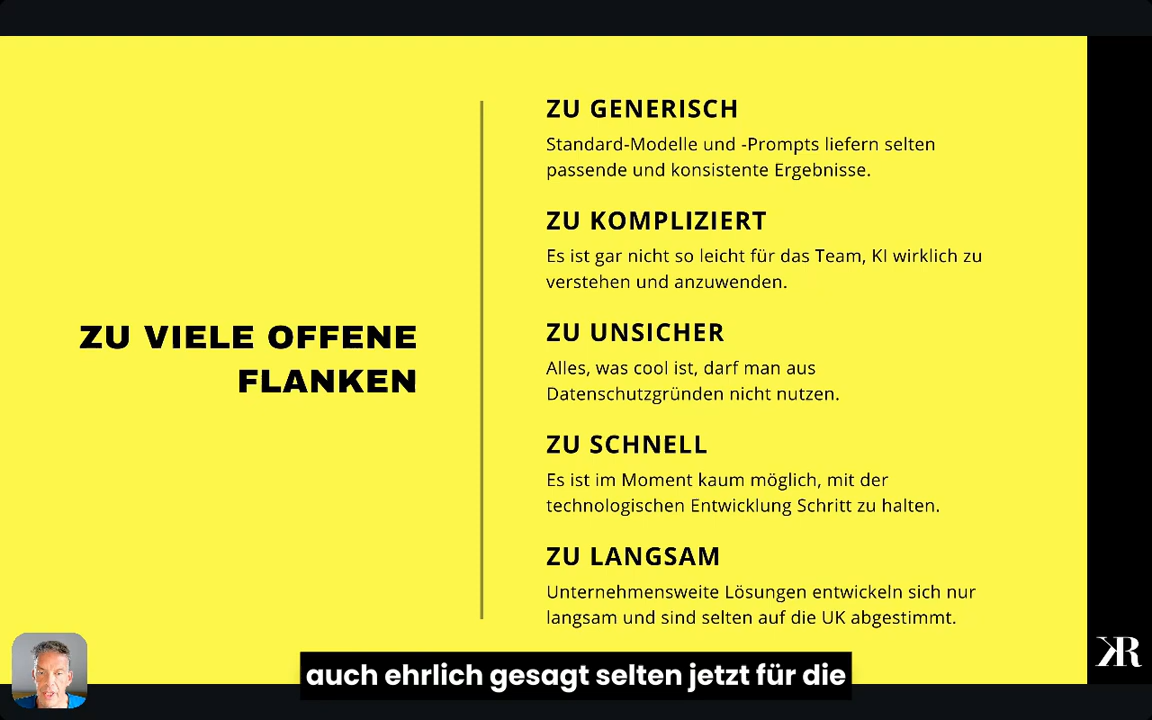 ZU VIELE OFFENE
FLANKEN
ZU GENERISCH
Standard-Modelle und -Prompts liefern selten
passende und konsistente Ergebnisse.
ZU KOMPLIZIERT
Es ist gar nicht so leicht für das Team, KI wirklich zu
verstehen und anzuwenden.
ZU UNSICHER
Alles, was cool ist, darf man aus
Datenschutzgründen nicht nutzen.
ZU SCHNELL
Es ist im Moment kaum möglich, mit der
technologischen Entwicklung Schritt zu halten.
ZU LANGSAM
Unternehmensweite Lösungen entwickeln sich nur
langsam und sind selten auf die UK abgestimmt.
KR
auch ehrlich gesagt selten jetzt für die